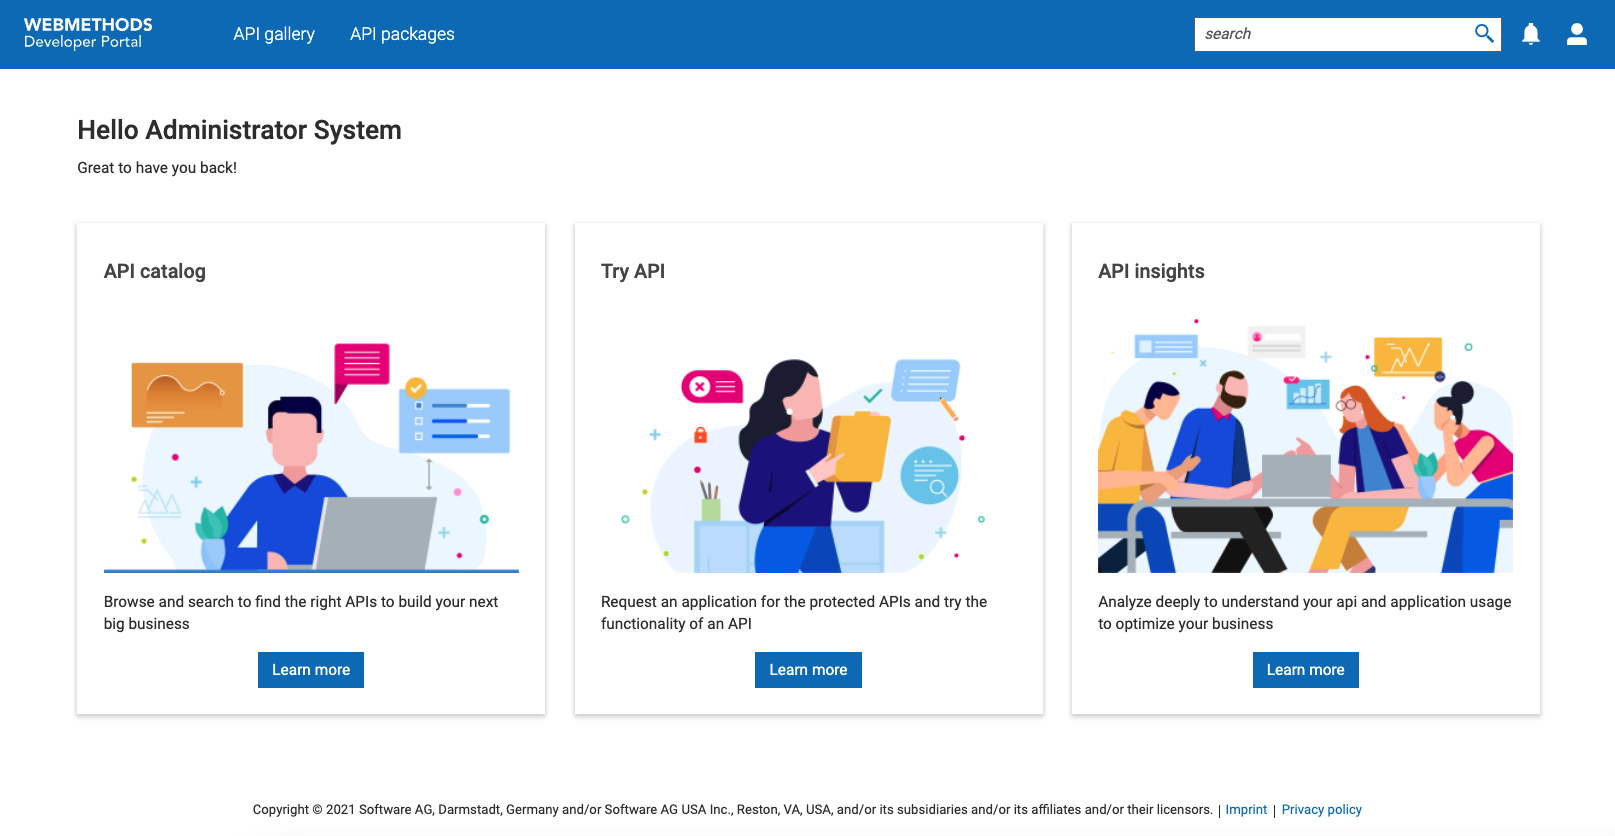 WEBMETHODS
Developer Portal
API gallery
API packages
search
Hello Administrator System
Great to have you back!
API catalog
Browse and search to find the right APIs to build your next
big business
Learn more
Try API
Request an application for the protected APIs and try the
functionality of an API
Learn more
API insights
Analyze deeply to understand your api and application usage
to optimize your business
Learn more
Copyright © 2021 Software AG, Darmstadt, Germany and/or Software AG USA Inc., Reston, VA, USA, and/or its subsidiaries and/or its affiliates and/or their licensors. | Imprint | Privacy policy